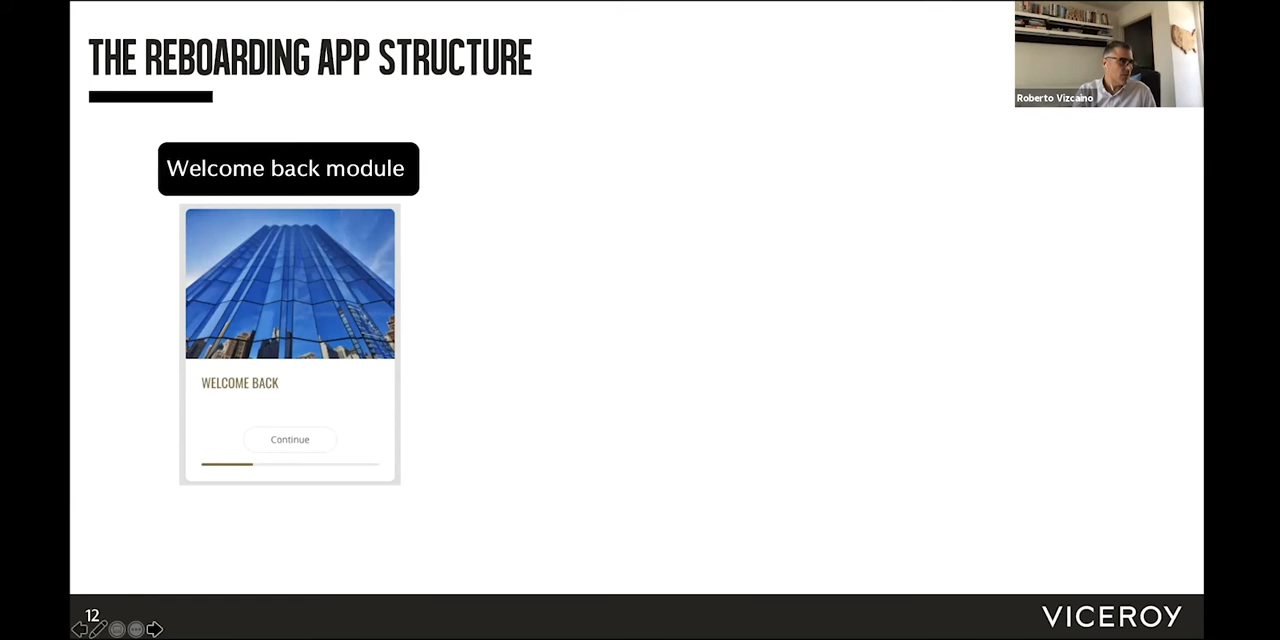 THE REBOARDING APP STRUCTURE
Roberto Vizcaino
Welcome back module
WELCOME BACK
Continue
12
VICEROY